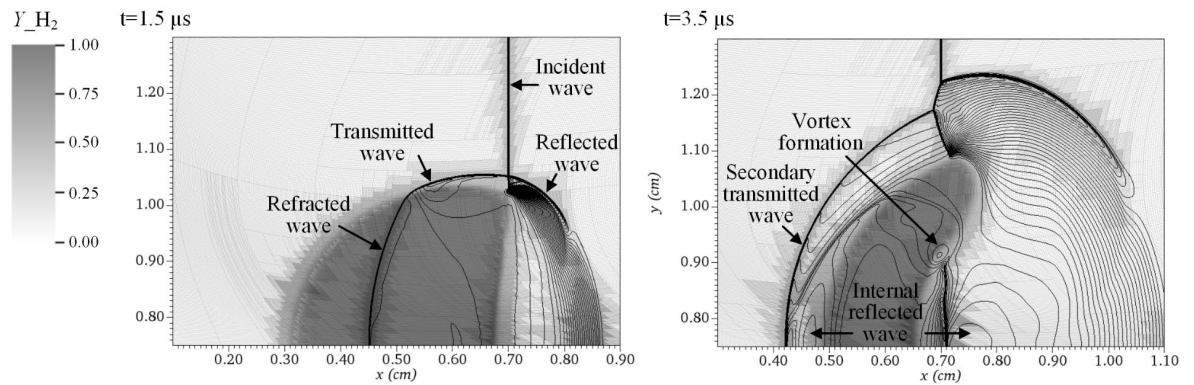 Y_H₂
1.00
0.75
0.50
0.25
0.00
t=1.5 μs
1.20
1.10
1.00
0.90
0.80
0.20
0.30
0.40
0.50
0.60
0.70
0.80
0.90
x (cm)
Incident
wave
Transmitted
wave
Reflected
wave
Refracted
wave
t=3.5 μs
y (cm)
1.20
1.10
1.00
0.90
0.80
0.40
0.50
0.60
0.70
0.80
0.90
1.00
1.10
x (cm)
Vortex
formation
Secondary
transmitted
wave
Internal
reflected
wave